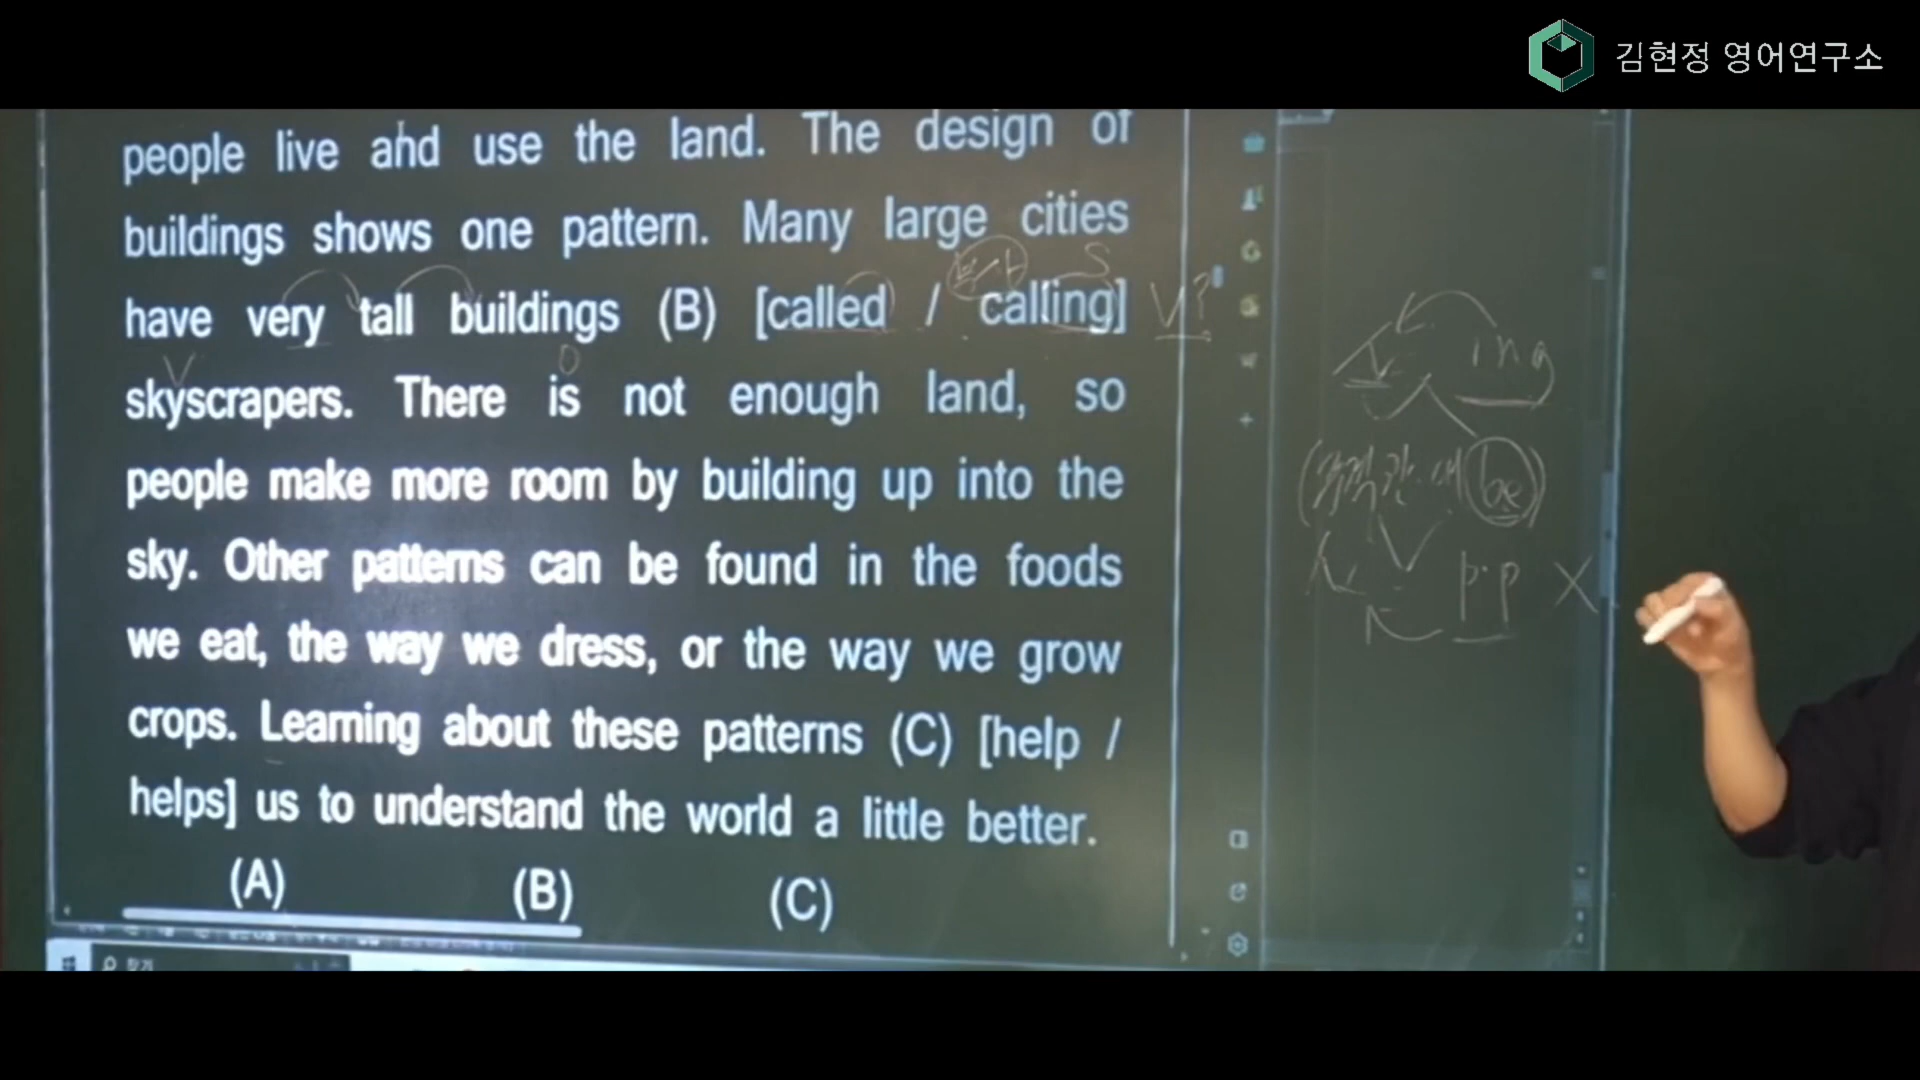 김현정 영어연구소
people live and use the land. The design of
buildings shows one pattern. Many large cities
have very tall buildings (B) [called / calling]
skyscrapers. There is not enough land, so
people make more room by building up into the
sky. Other patterns can be found in the foods
we eat, the way we dress, or the way we grow
crops. Learning about these patterns (C) [help /
helps] us to understand the world a little better.
(A) (B) (C)
S
V?
V
O
V ing
be
p.p X